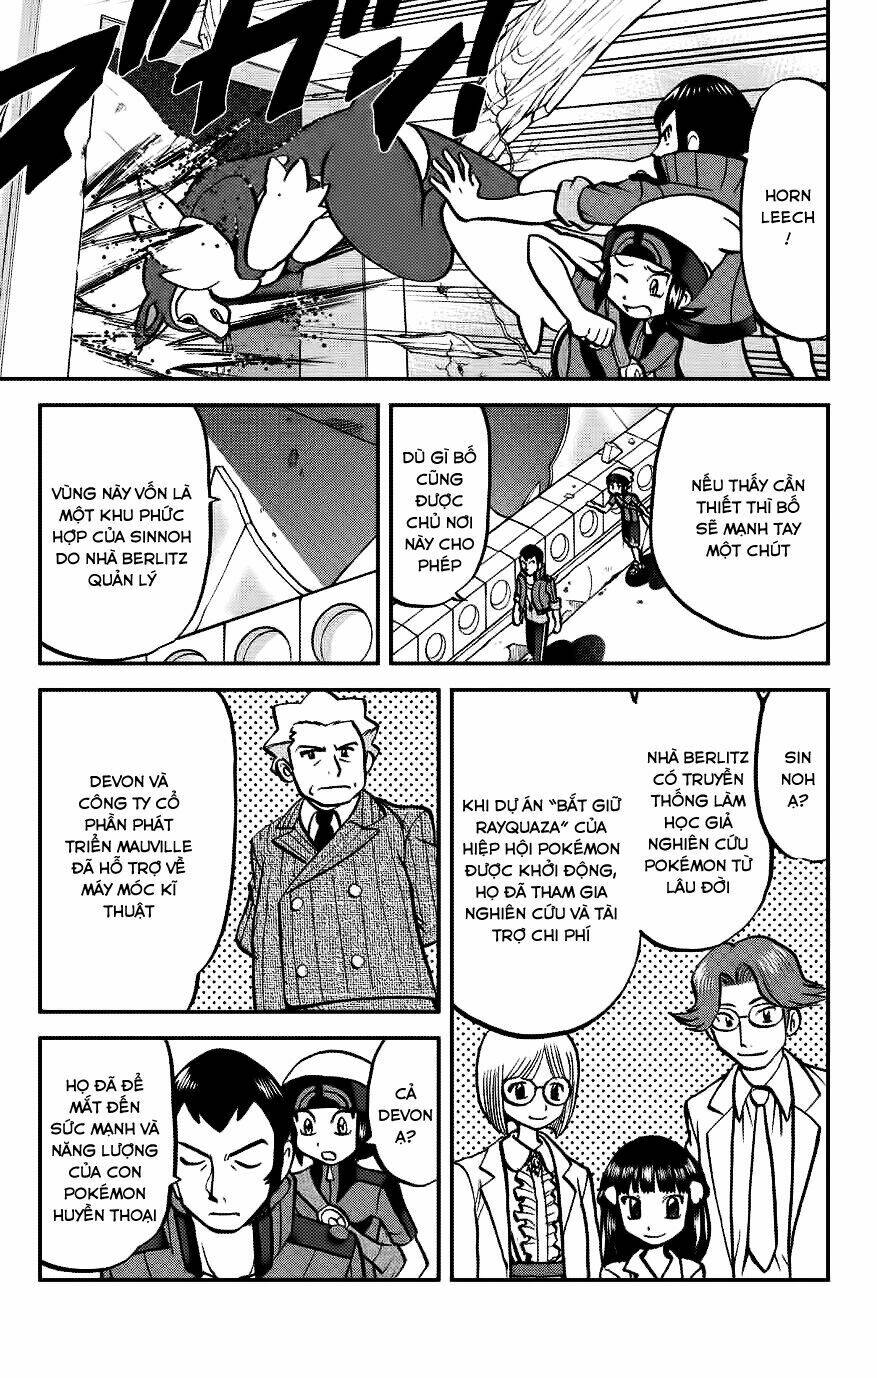 HORN
LEECH
!
NẾU THẤY CẦN
THIẾT THÌ BỐ
SẼ MẠNH TAY
MỘT CHÚT
DÙ GÌ BỐ
CŨNG
ĐƯỢC
CHỦ NƠI
NÀY CHO
PHÉP
VÙNG NÀY VỐN LÀ
MỘT KHU PHỨC
HỢP CỦA SINNOH
DO NHÀ BERLITZ
QUẢN LÝ
SIN
NOH
Ạ?
NHÀ BERLITZ
CÓ TRUYỀN
THỐNG LÀM
HỌC GIẢ
NGHIÊN CỨU
POKÉMON TỪ
LÂU ĐỜI
KHI DỰ ÁN "BẮT GIỮ
RAYQUAZA" CỦA
HIỆP HỘI POKÉMON
ĐƯỢC KHỞI ĐỘNG,
HỌ ĐÃ THAM GIA
NGHIÊN CỨU VÀ TÀI
TRỢ CHI PHÍ
DEVON VÀ
CÔNG TY CỔ
PHẦN PHÁT
TRIỂN MAUVILLE
ĐÃ HỖ TRỢ VỀ
MÁY MÓC KĨ
THUẬT
CẢ
DEVON
Ạ?
HỌ ĐÃ ĐỂ
MẮT ĐẾN
SỨC MẠNH VÀ
NĂNG LƯỢNG
CỦA CON
POKÉMON
HUYỀN THOẠI